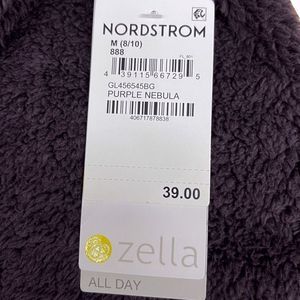 NORDSTROM
M (8/10)
888
4 39115 66729 5
GL456545BG
PURPLE NEBULA
406717878838
39.00
zella
ALL DAY